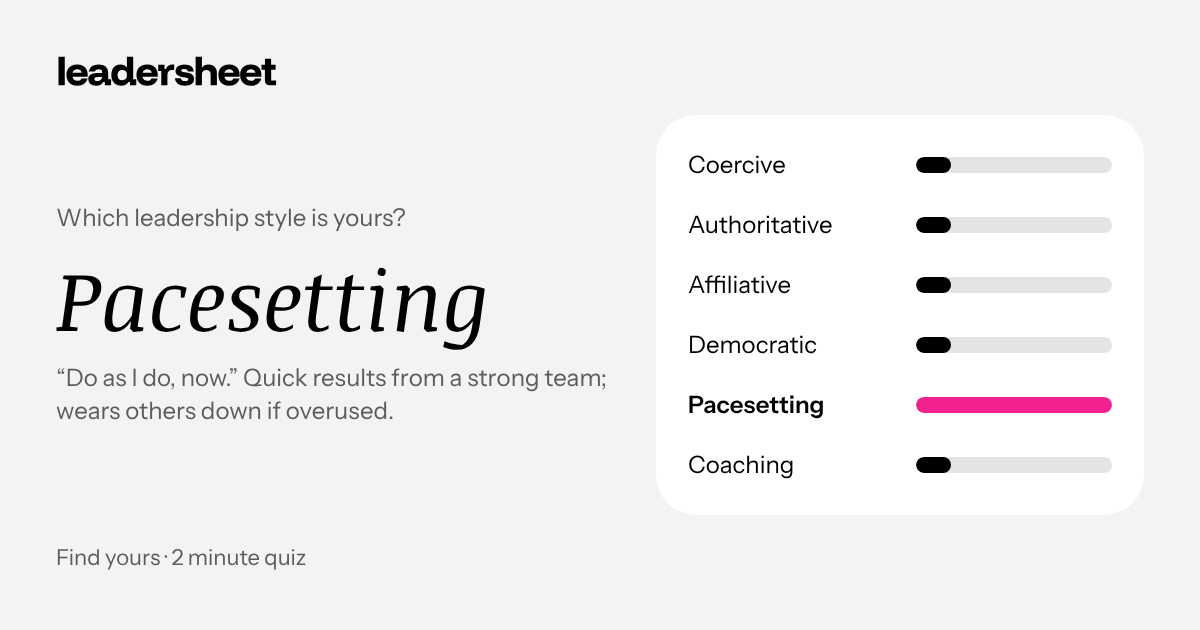 leadersheet
Which leadership style is yours?
Pacesetting
“Do as I do, now.” Quick results from a strong team;
wears others down if overused.
Find yours · 2 minute quiz
Coercive
Authoritative
Affiliative
Democratic
Pacesetting
Coaching